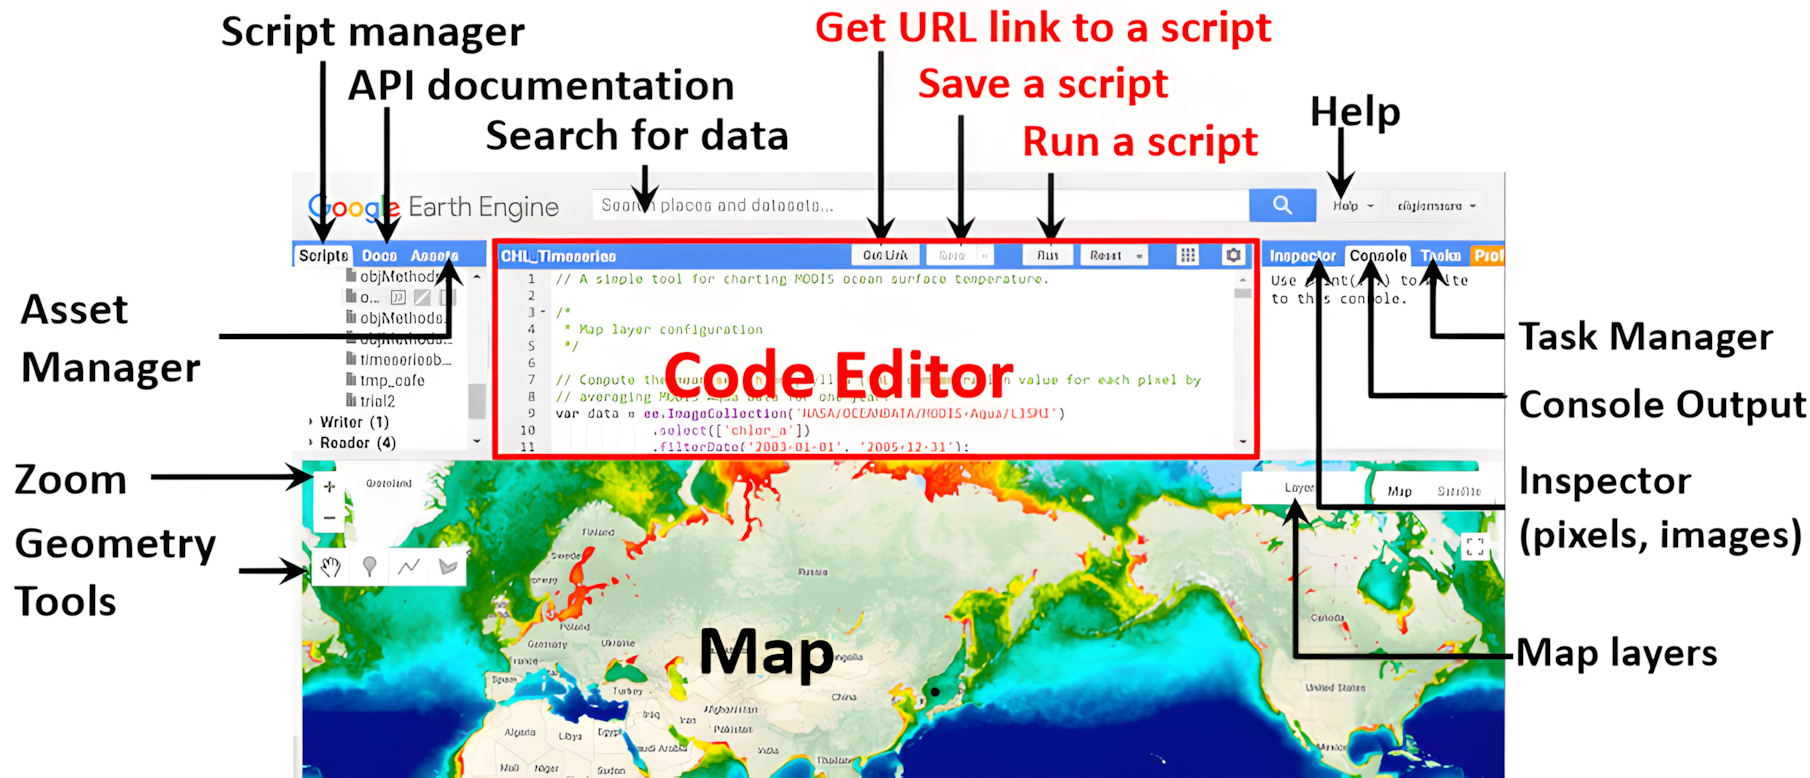 Script manager
Get URL link to a script
API documentation
Save a script
Help
Search for data
Run a script
Google Earth Engine
Search places and datasets...
Help
Scripts Docs Assets
CHL_Timeseries
Get Link
Run
Reset
Inspector Console Tasks Prof
objMethods
o...
objMethods...
objMethods...
tmp_cafe
trial2
Writer (1)
Reader (4)
1 // A simple tool for charting MODIS ocean surface temperature.
2
3 /*
4 * Map layer configuration
5 */
6
7 // Compute the value for each pixel by
8 // averaging MODIS Aqua data for one year.
9 var data = ee.ImageCollection('NASA/OCEANDATA/MODIS-Aqua/L3SMI')
10 .select(['chlor_a'])
11 .filterDate('2003-01-01', '2005-12-31');
Code Editor
Use print(...) to write
to this console.
Asset
Manager
Task Manager
Console Output
Zoom
Inspector
(pixels, images)
Geometry
Tools
Map layers
Layers
Map Satellite
+
−
Greenland
Finland
Sweden
Norway
Russia
Poland
Germany
Ukraine
France
Spain
Turkey
Mongolia
China
Iraq
Iran
Afghanistan
Pakistan
Algeria
Libya
Egypt
Saudi Arabia
India
Mali
Niger
Sudan
Thailand
Canada
United States
Mexico
Map